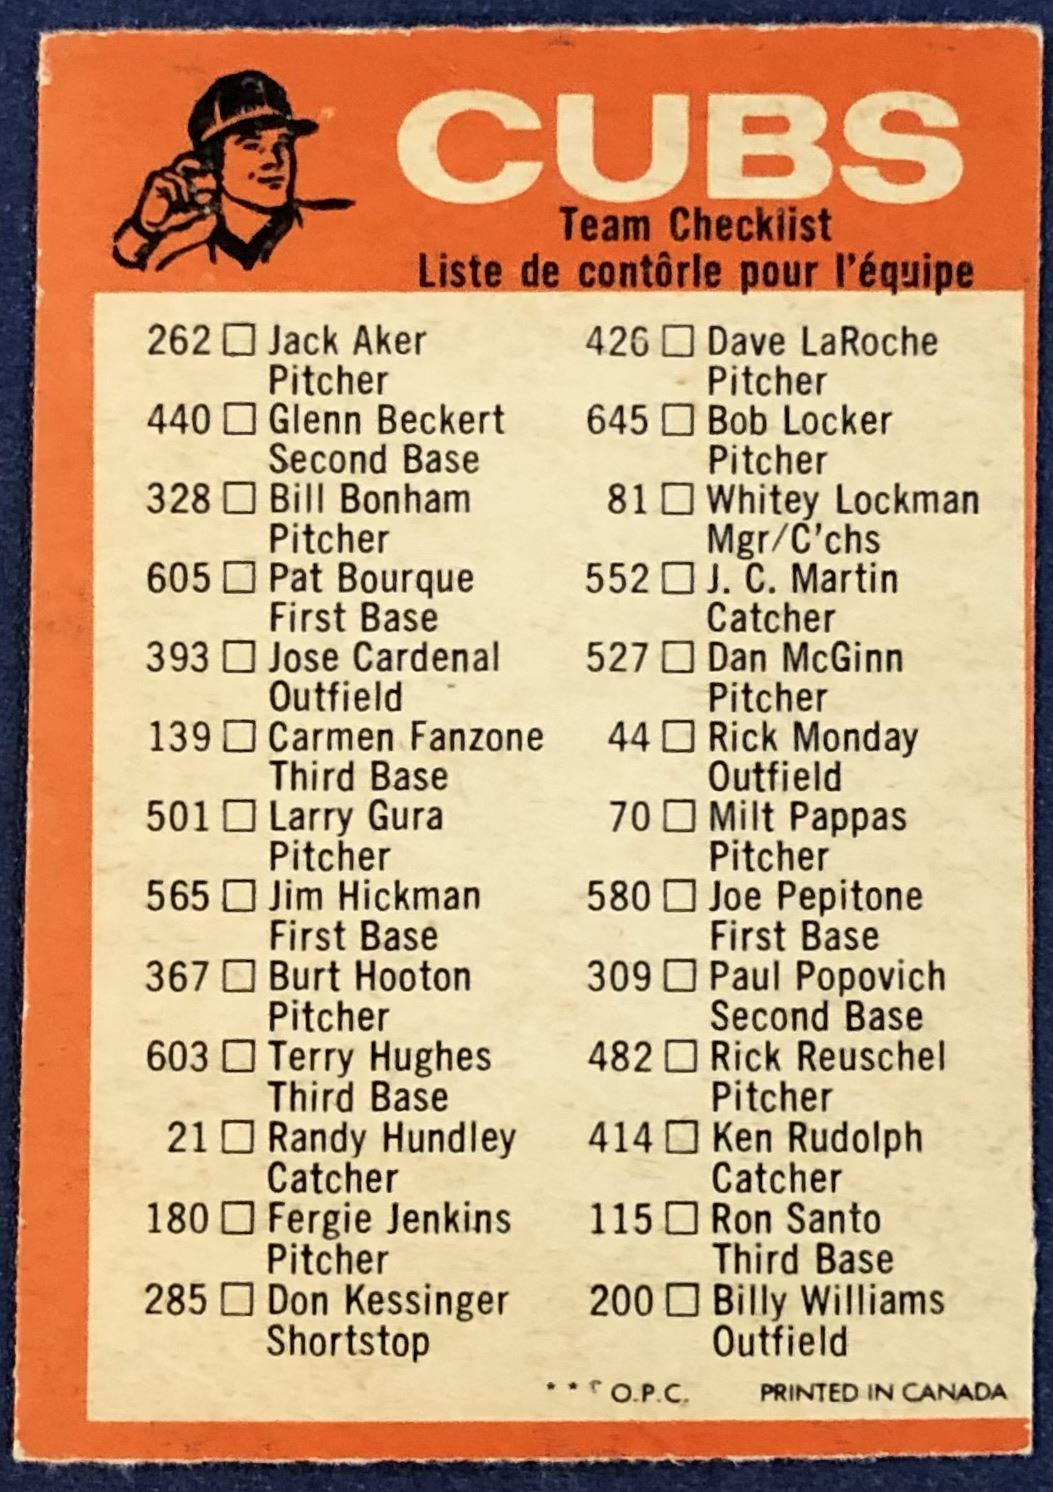 CUBS
Team Checklist
Liste de contôrle pour l'équipe
262 Jack Aker
Pitcher
440 Glenn Beckert
Second Base
328 Bill Bonham
Pitcher
605 Pat Bourque
First Base
393 Jose Cardenal
Outfield
139 Carmen Fanzone
Third Base
501 Larry Gura
Pitcher
565 Jim Hickman
First Base
367 Burt Hooton
Pitcher
603 Terry Hughes
Third Base
21 Randy Hundley
Catcher
180 Fergie Jenkins
Pitcher
285 Don Kessinger
Shortstop
426 Dave LaRoche
Pitcher
645 Bob Locker
Pitcher
81 Whitey Lockman
Mgr/C'chs
552 J. C. Martin
Catcher
527 Dan McGinn
Pitcher
44 Rick Monday
Outfield
70 Milt Pappas
Pitcher
580 Joe Pepitone
First Base
309 Paul Popovich
Second Base
482 Rick Reuschel
Pitcher
414 Ken Rudolph
Catcher
115 Ron Santo
Third Base
200 Billy Williams
Outfield
* * * O.P.C. PRINTED IN CANADA